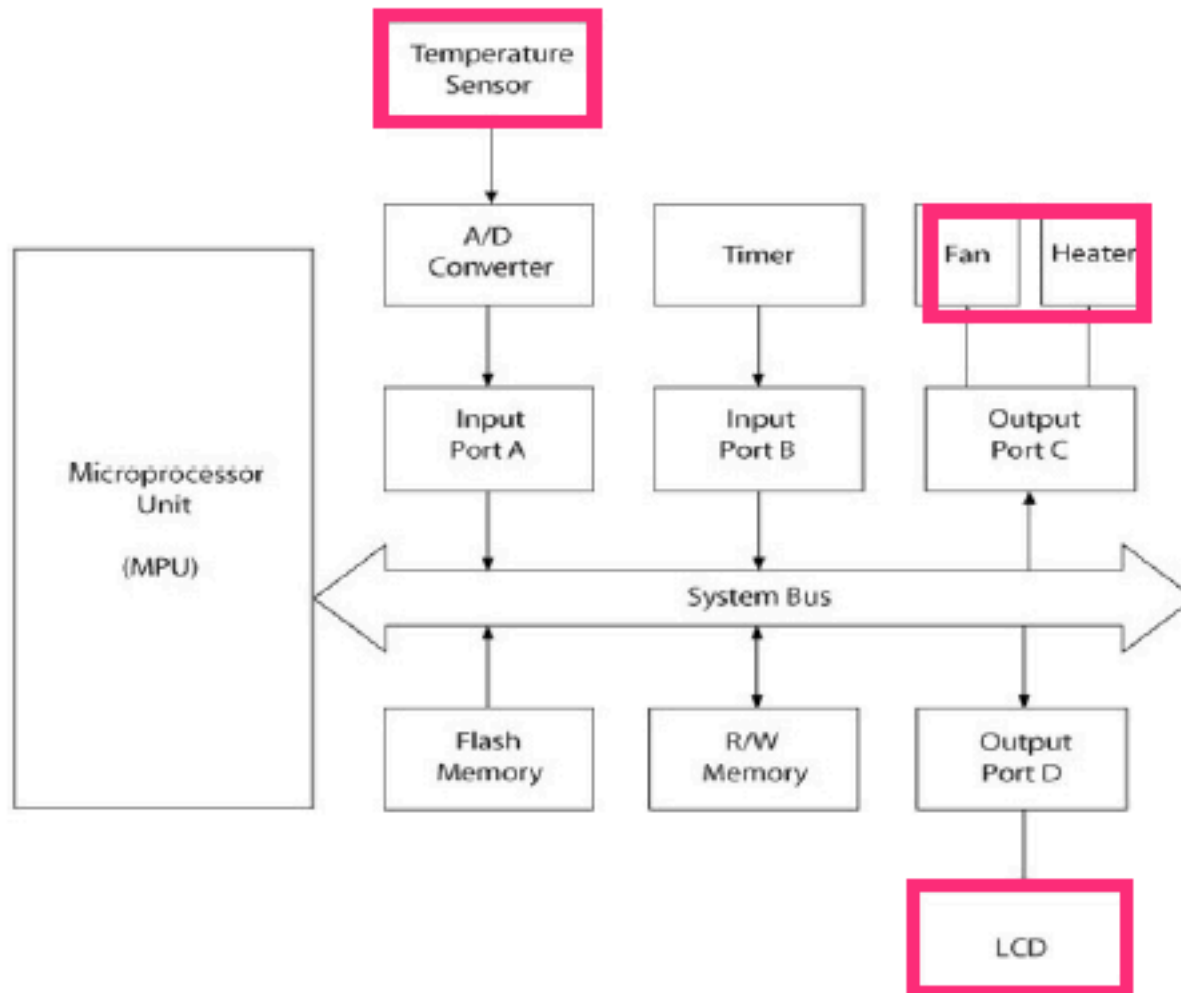 Temperature
Sensor
A/D
Converter
Timer
Fan
Heater
Input
Port A
Input
Port B
Output
Port C
Microprocessor
Unit
(MPU)
System Bus
Flash
Memory
R/W
Memory
Output
Port D
LCD